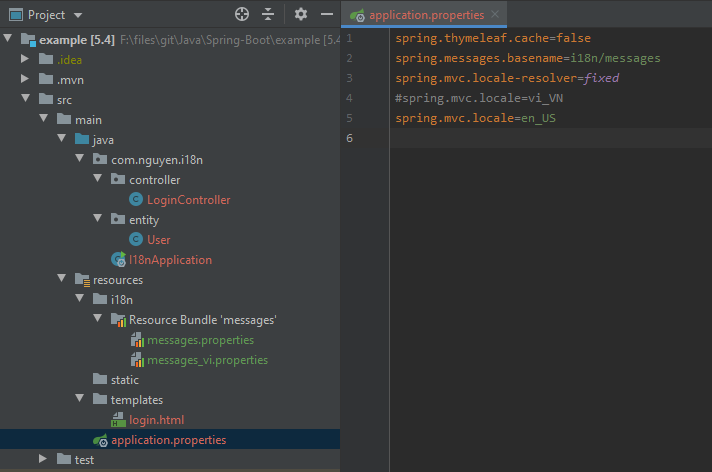 Project
example [5.4] F:\files\git\Java\Spring-Boot\example [5.4
.idea
.mvn
src
main
java
com.nguyen.i18n
controller
LoginController
entity
User
I18nApplication
resources
i18n
Resource Bundle 'messages'
messages.properties
messages_vi.properties
static
templates
login.html
application.properties
test
application.properties
1 spring.thymeleaf.cache=false
2 spring.messages.basename=i18n/messages
3 spring.mvc.locale-resolver=fixed
4 #spring.mvc.locale=vi_VN
5 spring.mvc.locale=en_US
6